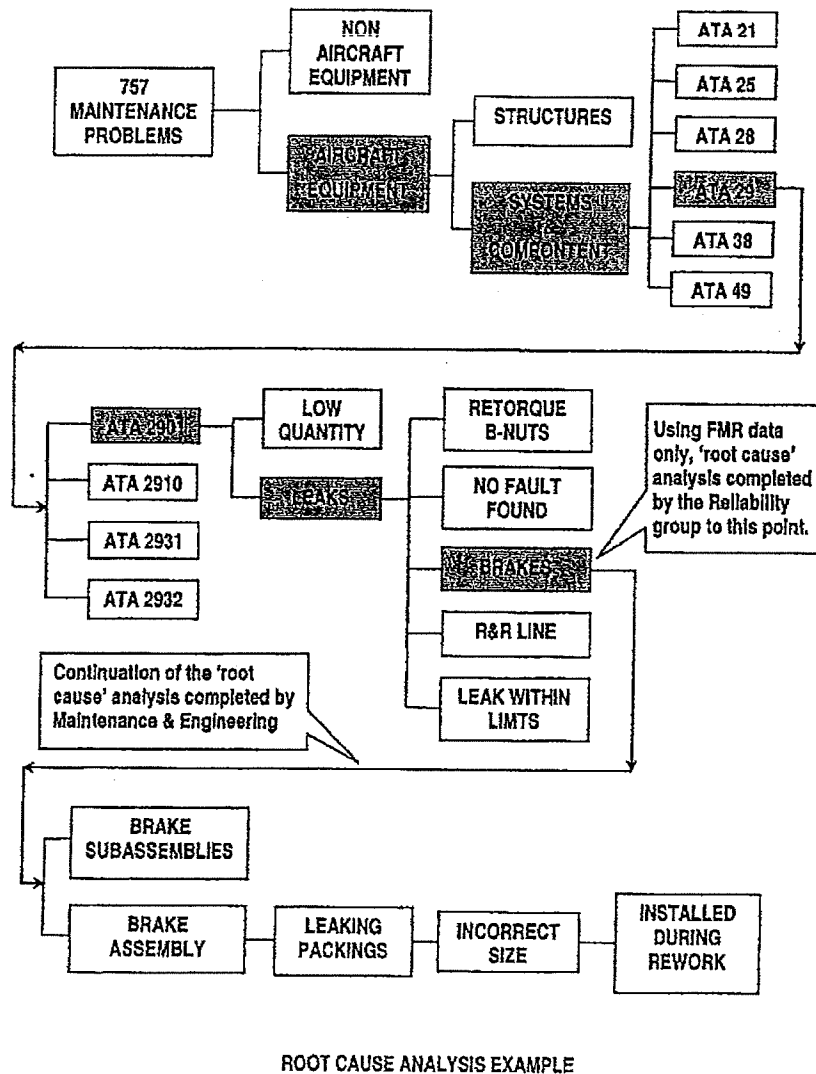 757
MAINTENANCE
PROBLEMS
NON
AIRCRAFT
EQUIPMENT
AIRCRAFT
EQUIPMENT
STRUCTURES
SYSTEMS
COMPONTENT
ATA 21
ATA 25
ATA 28
ATA 29
ATA 38
ATA 49
ATA 2901
ATA 2910
ATA 2931
ATA 2932
LOW
QUANTITY
LEAKS
RETORQUE
B-NUTS
NO FAULT
FOUND
BRAKES
R&R LINE
LEAK WITHIN
LIMTS
Using FMR data
only, 'root cause'
analysis completed
by the Reliability
group to this point.
Continuation of the 'root
cause' analysis completed by
Maintenance & Engineering
BRAKE
SUBASSEMBLIES
BRAKE
ASSEMBLY
LEAKING
PACKINGS
INCORRECT
SIZE
INSTALLED
DURING
REWORK
ROOT CAUSE ANALYSIS EXAMPLE